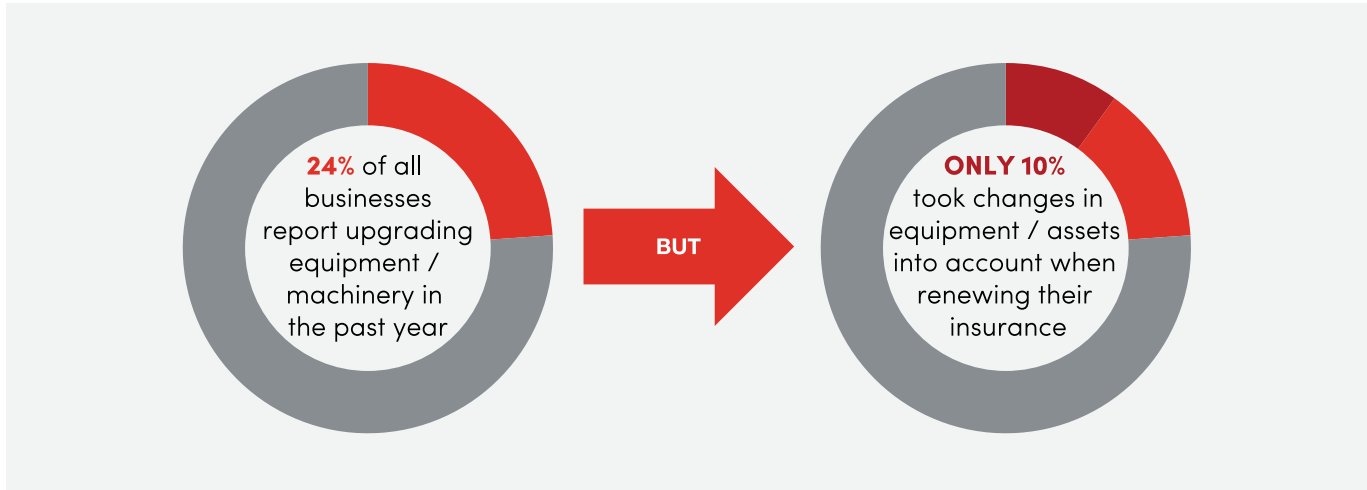 24% of all
businesses
report upgrading
equipment /
machinery in
the past year
BUT
ONLY 10%
took changes in
equipment / assets
into account when
renewing their
insurance